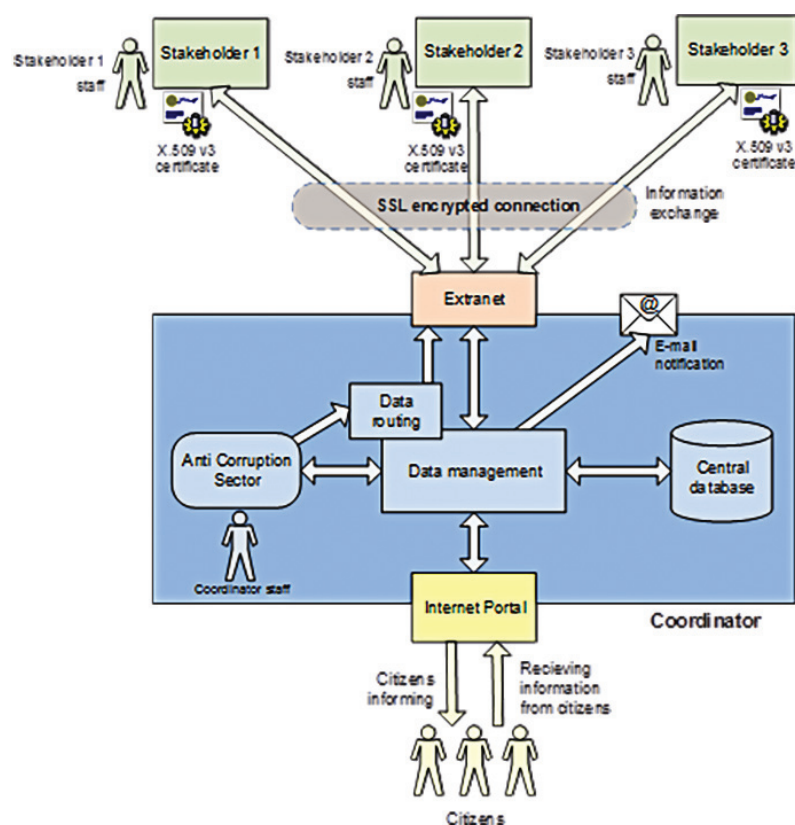 Stakeholder 1
Stakeholder 2
Stakeholder 3
Stakeholder 1
staff
Stakeholder 2
staff
Stakeholder 3
staff
X.509 v3
certificate
X.509 v3
certificate
X.509 v3
certificate
SSL encrypted connection
Information
exchange
Extranet
@
E-mail
notification
Data
routing
Anti Corruption
Sector
Data management
Central
database
Coordinator staff
Internet Portal
Coordinator
Citizens
informing
Recieving
information
from citizens
Citizens